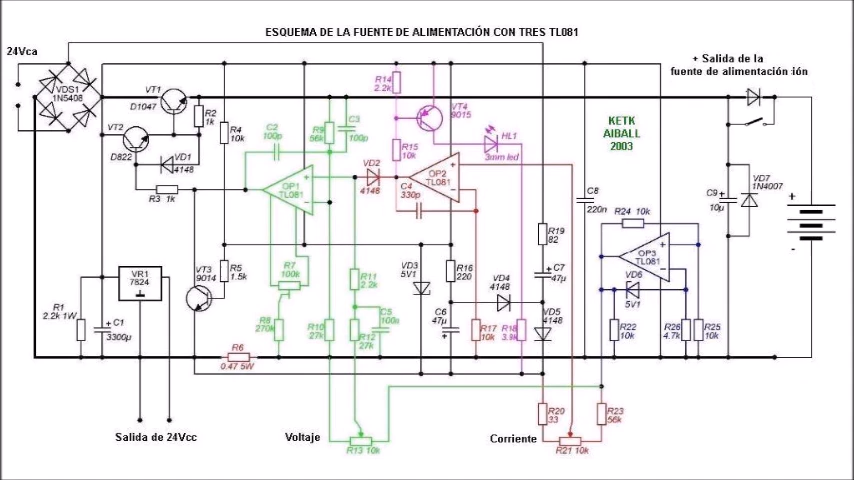 ESQUEMA DE LA FUENTE DE ALIMENTACIÓN CON TRES TL081
24Vca
+ Salida de la
fuente de alimentación :ión
VDS1
1N5408
VT1
D1047
R2
1k
VT2
D822
VD1
4148
R3 1k
R4
10k
C2
100p
R9
56k
C3
100p
R14
2.2k
VT4
9015
HL1
3mm led
R15
10k
KETK
AIBALL
2003
OP1
TL081
VD2
4148
OP2
TL081
C4
330p
C8
220n
C9
10µ
VD7
1N4007
+
-
R24 10k
OP3
TL081
VD6
5V1
R19
82
C7
47µ
VR1
7824
VT3
9014
R5
1.5k
R7
100k
R11
2.2k
VD3
5V1
R16
220
VD4
4148
VD5
4148
R1
2.2k 1W
C1
3300µ
R6
0.47 5W
R8
270k
R10
27k
R12
27k
C5
100n
C6
47µ
R17
10k
R18
3.9k
R22
10k
R26
4.7k
R25
10k
R20
33
R23
56k
Salida de 24Vcc
Voltaje
R13 10k
Corriente
R21 10k